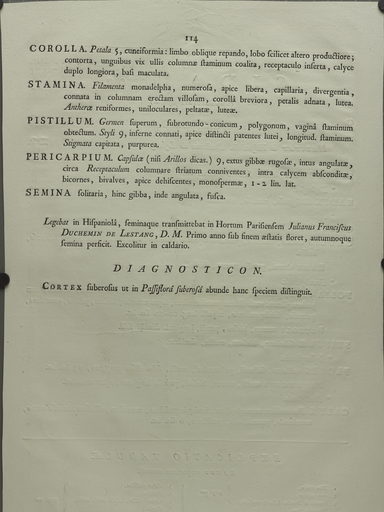 114
COROLLA. Petala 5, cuneiformia: limbo oblique repando, lobo scilicet altero productiore;
contorta, unguibus vix ullis columnæ staminum coalita, receptaculo inserta, calyce
duplo longiora, basi maculata.
STAMINA. Filamenta monadelpha, numerosa, apice libera, capillaria, divergentia,
connata in columnam erectam villosam, corollâ breviora, petalis adnata, lutea.
Antheræ reniformes, uniloculares, peltatæ, luteæ.
PISTILLUM. Germen superum, subrotundo-conicum, polygonum, vaginâ staminum
obtectum. Styli 9, inferne connati, apice distincti patentes lutei, longitud. staminum.
Stigmata capitata, purpurea.
PERICARPIUM. Capsulæ (nisi Arillos dicas.) 9, extus gibbæ rugosæ, intus angulatæ,
circa Receptaculum columnare striatum conniventes, intra calycem absconditæ,
bicornes, bivalves, apice dehiscentes, monospermæ, 1-2 lin. lat.
SEMINA solitaria, hinc gibba, inde angulata, fusca.
Legebat in Hispaniolâ, seminaque transmittebat in Hortum Parisiensem Julianus Franciscus
DUCHEMIN DE LESTANG, D. M. Primo anno sub finem æstatis floret, autumnoque
semina perficit. Excolitur in caldario.
DIAGNOSTICON.
CORTEX suberosus ut in Passiflorâ suberosâ abunde hanc speciem distinguit.